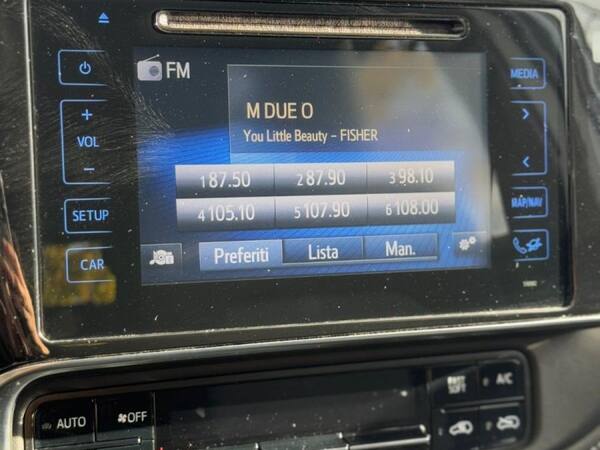 FM
MEDIA
M DUE O
You Little Beauty - FISHER
+
VOL
-
1 87.50 2 87.90 3 98.10
4 105.10 5 107.90 6 108.00
SETUP
MAP/NAV
CAR
Preferiti Lista Man.
AUTO OFF
A/C